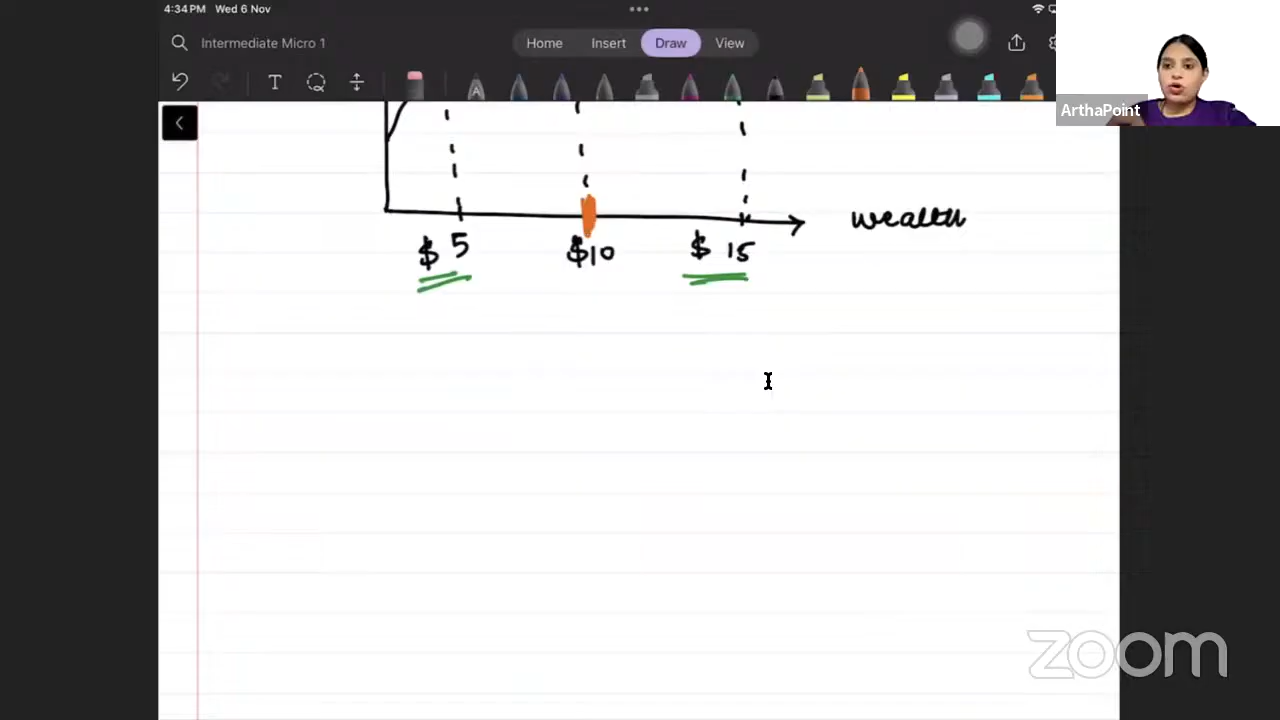 4:34 PM Wed 6 Nov
Intermediate Micro 1
Home Insert Draw View
T
A
ArthaPoint
wealth
$ 5 $10 $ 15
zoom